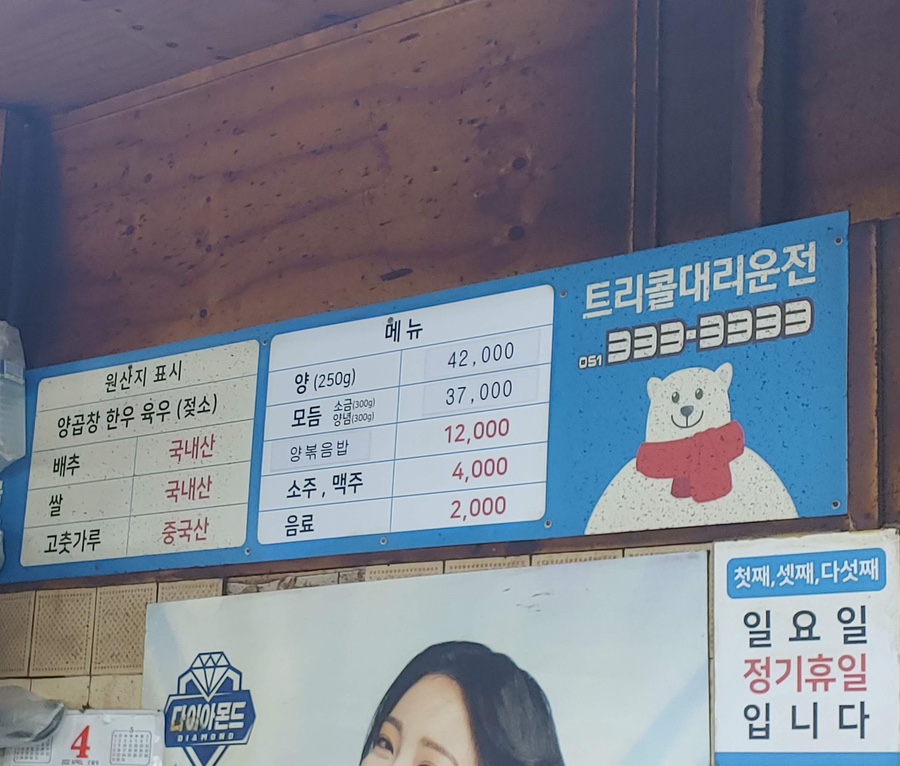 원산지 표시
양곱창 한우 육우 (젖소)
배추 국내산
쌀 국내산
고춧가루 중국산
메뉴
양 (250g) 42,000
모듬 소금(300g) 양념(300g) 37,000
양볶음밥 12,000
소주, 맥주 4,000
음료 2,000
트리콜대리운전
051 333-3333
첫째,셋째,다섯째
일요일
정기휴일
입니다
다이아몬드
DIAMOND
4